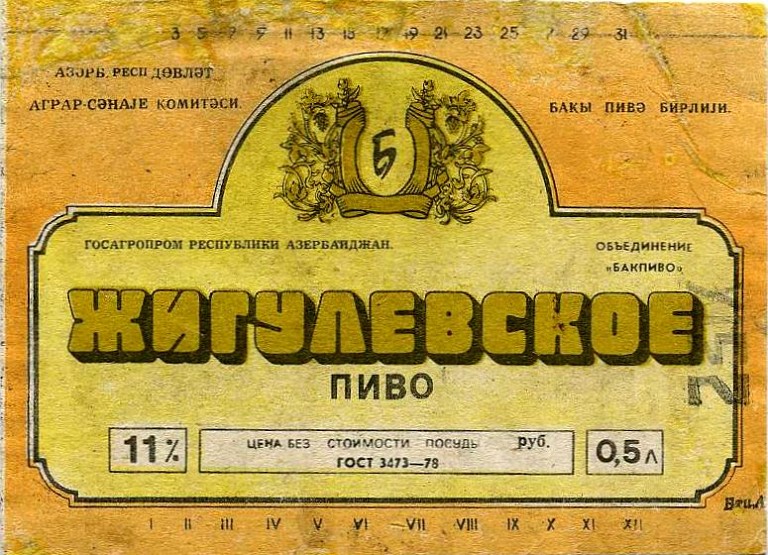 3 5 7 9 11 13 15 17 19 21 23 25 7 29 31
АЗӘРБ. РЕСП ДӨВЛӘТ
АГРАР-СӘНАЈЕ КОМИТӘСИ.
БАКЫ ПИВӘ БИРЛИЈИ.
Б
ГОСАГРОПРОМ РЕСПУБЛИКИ АЗЕРБАЙДЖАН.
ОБЪЕДИНЕНИЕ
«БАКПИВО»
ЖИГУЛЕВСКОЕ
ПИВО
11%
ЦЕНА БЕЗ СТОИМОСТИ ПОСУДЫ руб.
ГОСТ 3473—78
0,5 л
I II III IV V VI VII VIII IX X XI XII